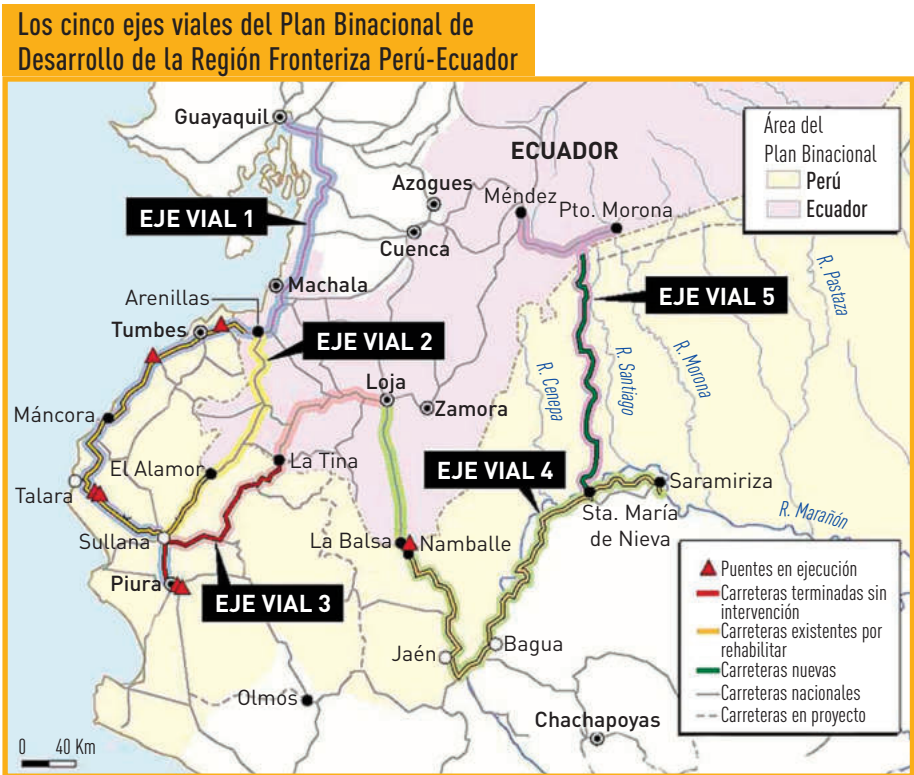 Los cinco ejes viales del Plan Binacional de
Desarrollo de la Región Fronteriza Perú-Ecuador
Guayaquil
ECUADOR
Área del
Plan Binacional
Perú
Ecuador
Azogues
Méndez
Pto. Morona
EJE VIAL 1
Cuenca
R. Pastaza
Machala
Arenillas
EJE VIAL 5
Tumbes
EJE VIAL 2
R. Cenepa
R. Santiago
R. Morona
Loja
Zamora
Máncora
El Alamor
La Tina
EJE VIAL 4
Talara
Saramiriza
Sta. María
de Nieva
R. Marañón
Sullana
La Balsa
Namballe
Piura
EJE VIAL 3
Jaén
Bagua
Olmos
Chachapoyas
Puentes en ejecución
Carreteras terminadas sin
intervención
Carreteras existentes por
rehabilitar
Carreteras nuevas
Carreteras nacionales
Carreteras en proyecto
0 40 Km